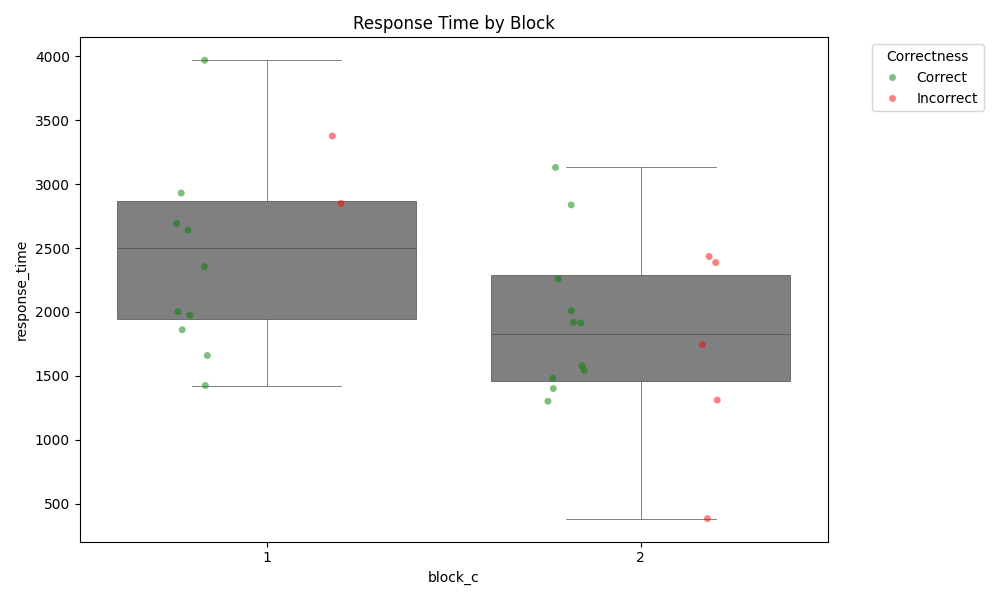 Response Time by Block
Correctness
Correct
Incorrect
response_time
4000
3500
3000
2500
2000
1500
1000
500
1
2
block_c